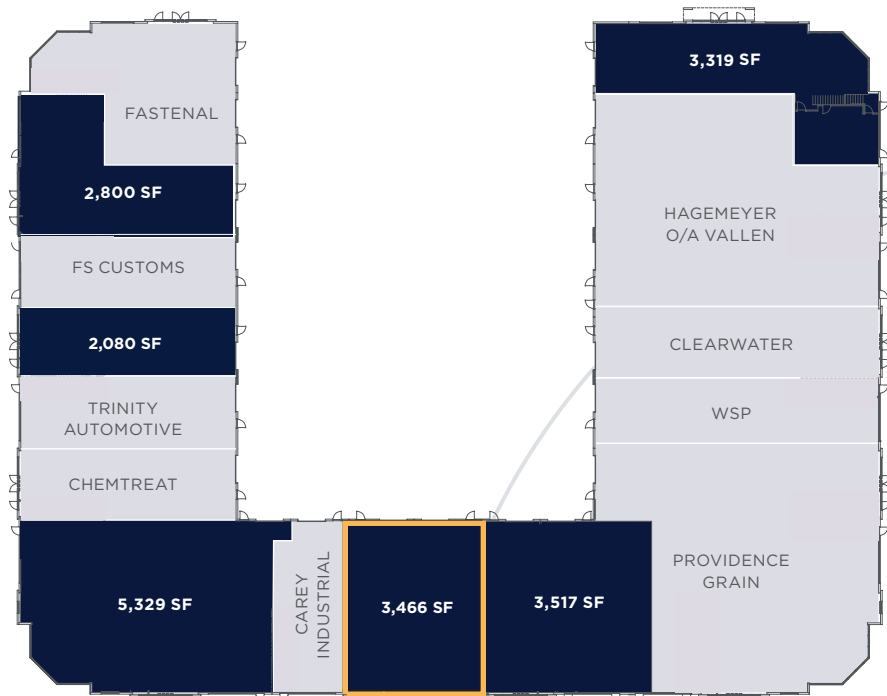 FASTENAL
2,800 SF
FS CUSTOMS
2,080 SF
TRINITY
AUTOMOTIVE
CHEMTREAT
5,329 SF
CAREY
INDUSTRIAL
3,466 SF
3,517 SF
3,319 SF
HAGEMEYER
O/A VALLEN
CLEARWATER
WSP
PROVIDENCE
GRAIN